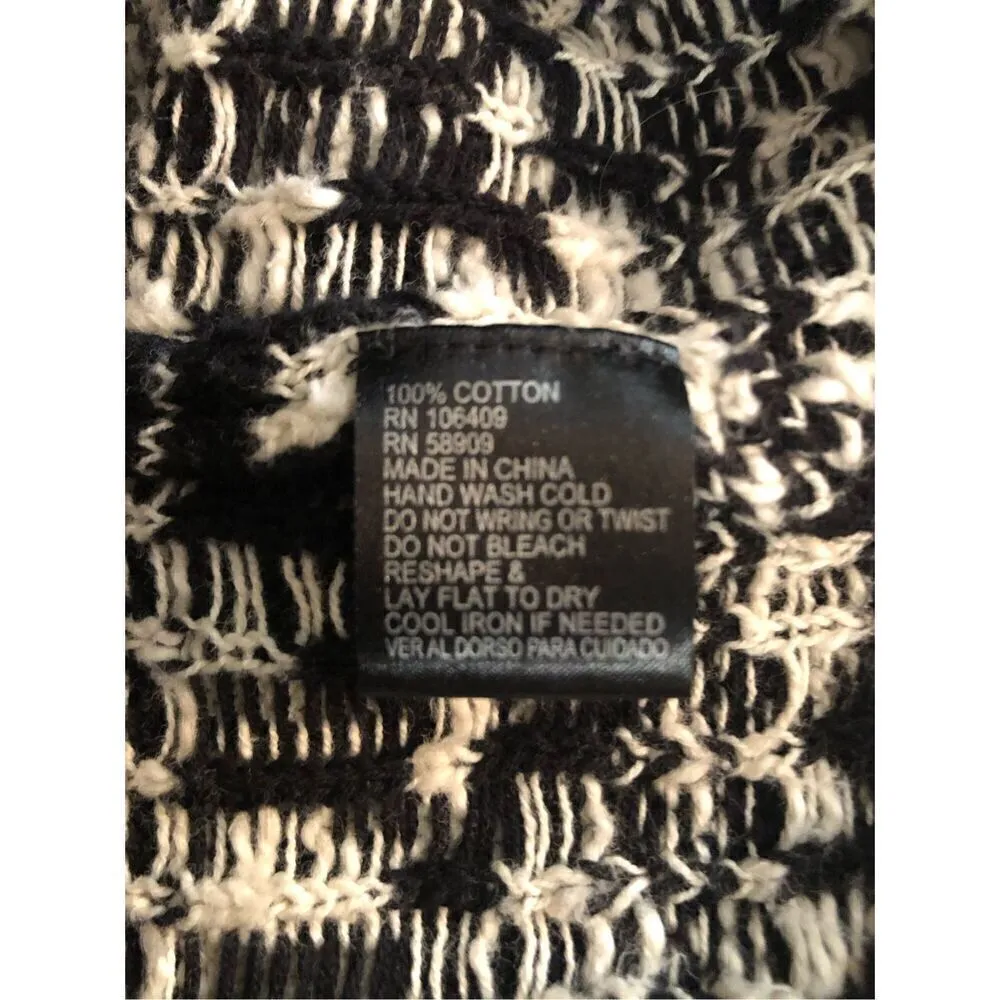 100% COTTON
RN 106409
RN 58909
MADE IN CHINA
HAND WASH COLD
DO NOT WRING OR TWIST
DO NOT BLEACH
RESHAPE &
LAY FLAT TO DRY
COOL IRON IF NEEDED
VER AL DORSO PARA CUIDADO